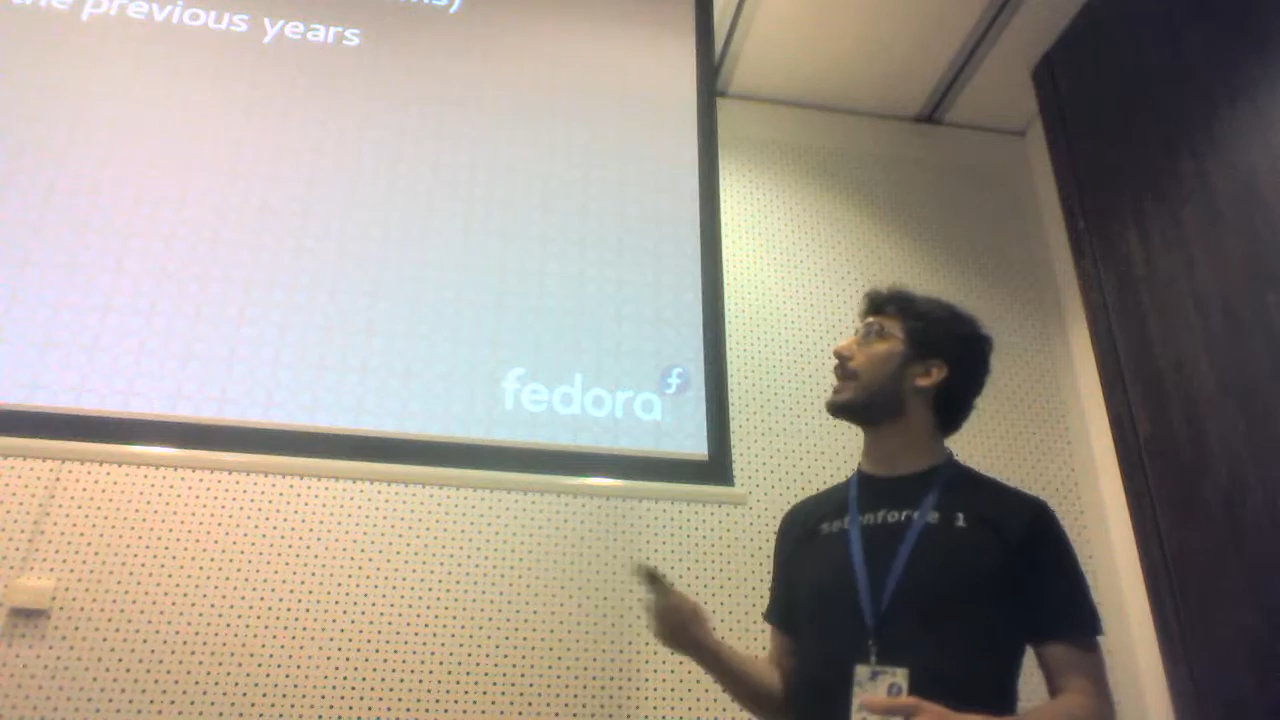 the previous years
fedora
setenforce 1